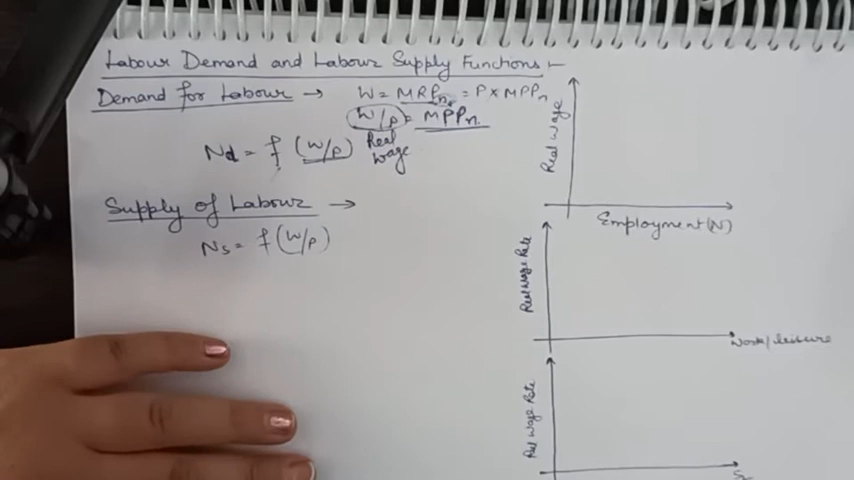 Labour Demand and Labour Supply Functions :-
Demand for Labour → W = MRPn = P x MPPn
W/P = MPPn
Nd = f (W/P) Real wage
Supply of Labour →
Ns = f (W/P)
Real Wage
Employment (N)
Real Wage Rate
Work/leisure
Real Wage Rate